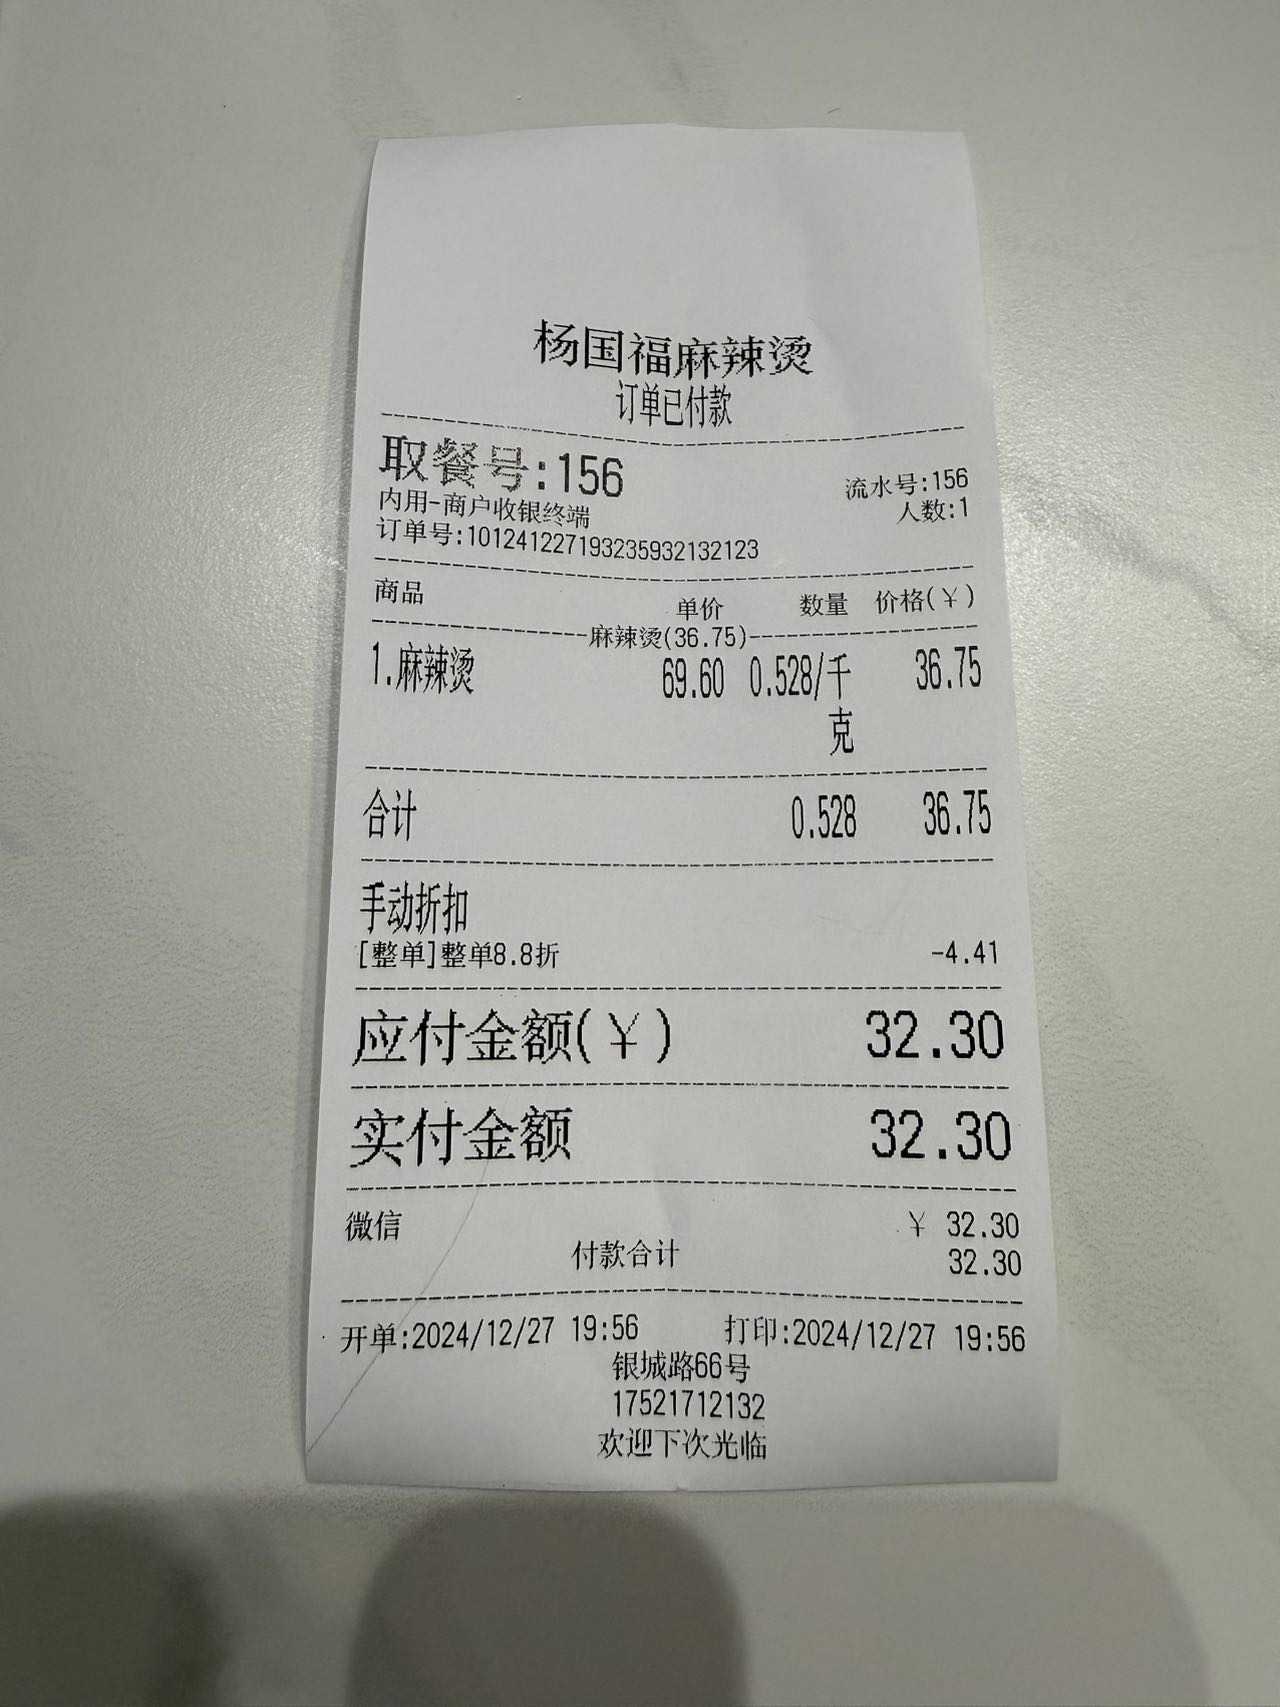 杨国福麻辣烫
订单已付款
取餐号:156
流水号:156
内用-商户收银终端
人数:1
订单号:1012412271932359321​32123
商品 单价 数量 价格(¥)
麻辣烫(36.75)
1.麻辣烫 69.60 0.528/千克 36.75
合计 0.528 36.75
手动折扣
[整单]整单8.8折 -4.41
应付金额(¥) 32.30
实付金额 32.30
微信 ¥ 32.30
付款合计 32.30
开单:2024/12/27 19:56 打印:2024/12/27 19:56
银城路66号
17521712132
欢迎下次光临